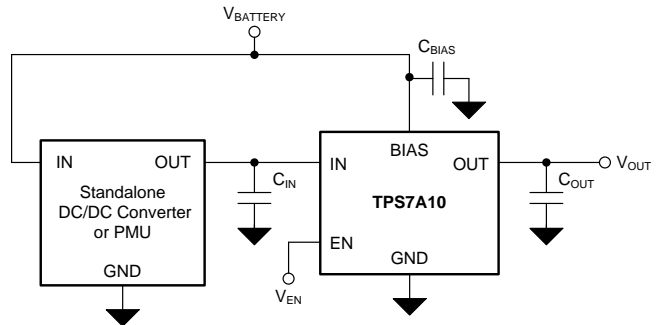 VBATTERY
CBIAS
IN
OUT
Standalone
DC/DC Converter
or PMU
GND
CIN
IN
BIAS
OUT
TPS7A10
EN
GND
VEN
COUT
VOUT